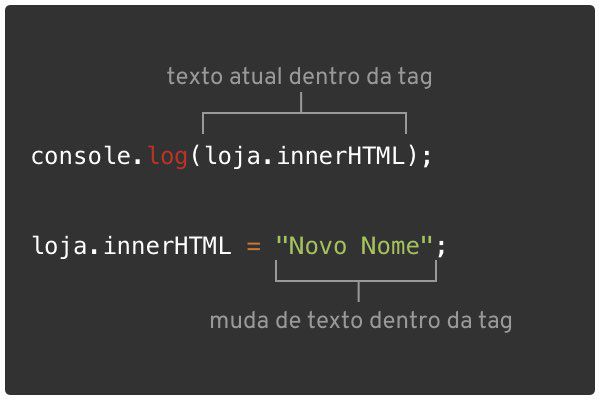 texto atual dentro da tag
console.log(loja.innerHTML);
loja.innerHTML = "Novo Nome";
muda de texto dentro da tag